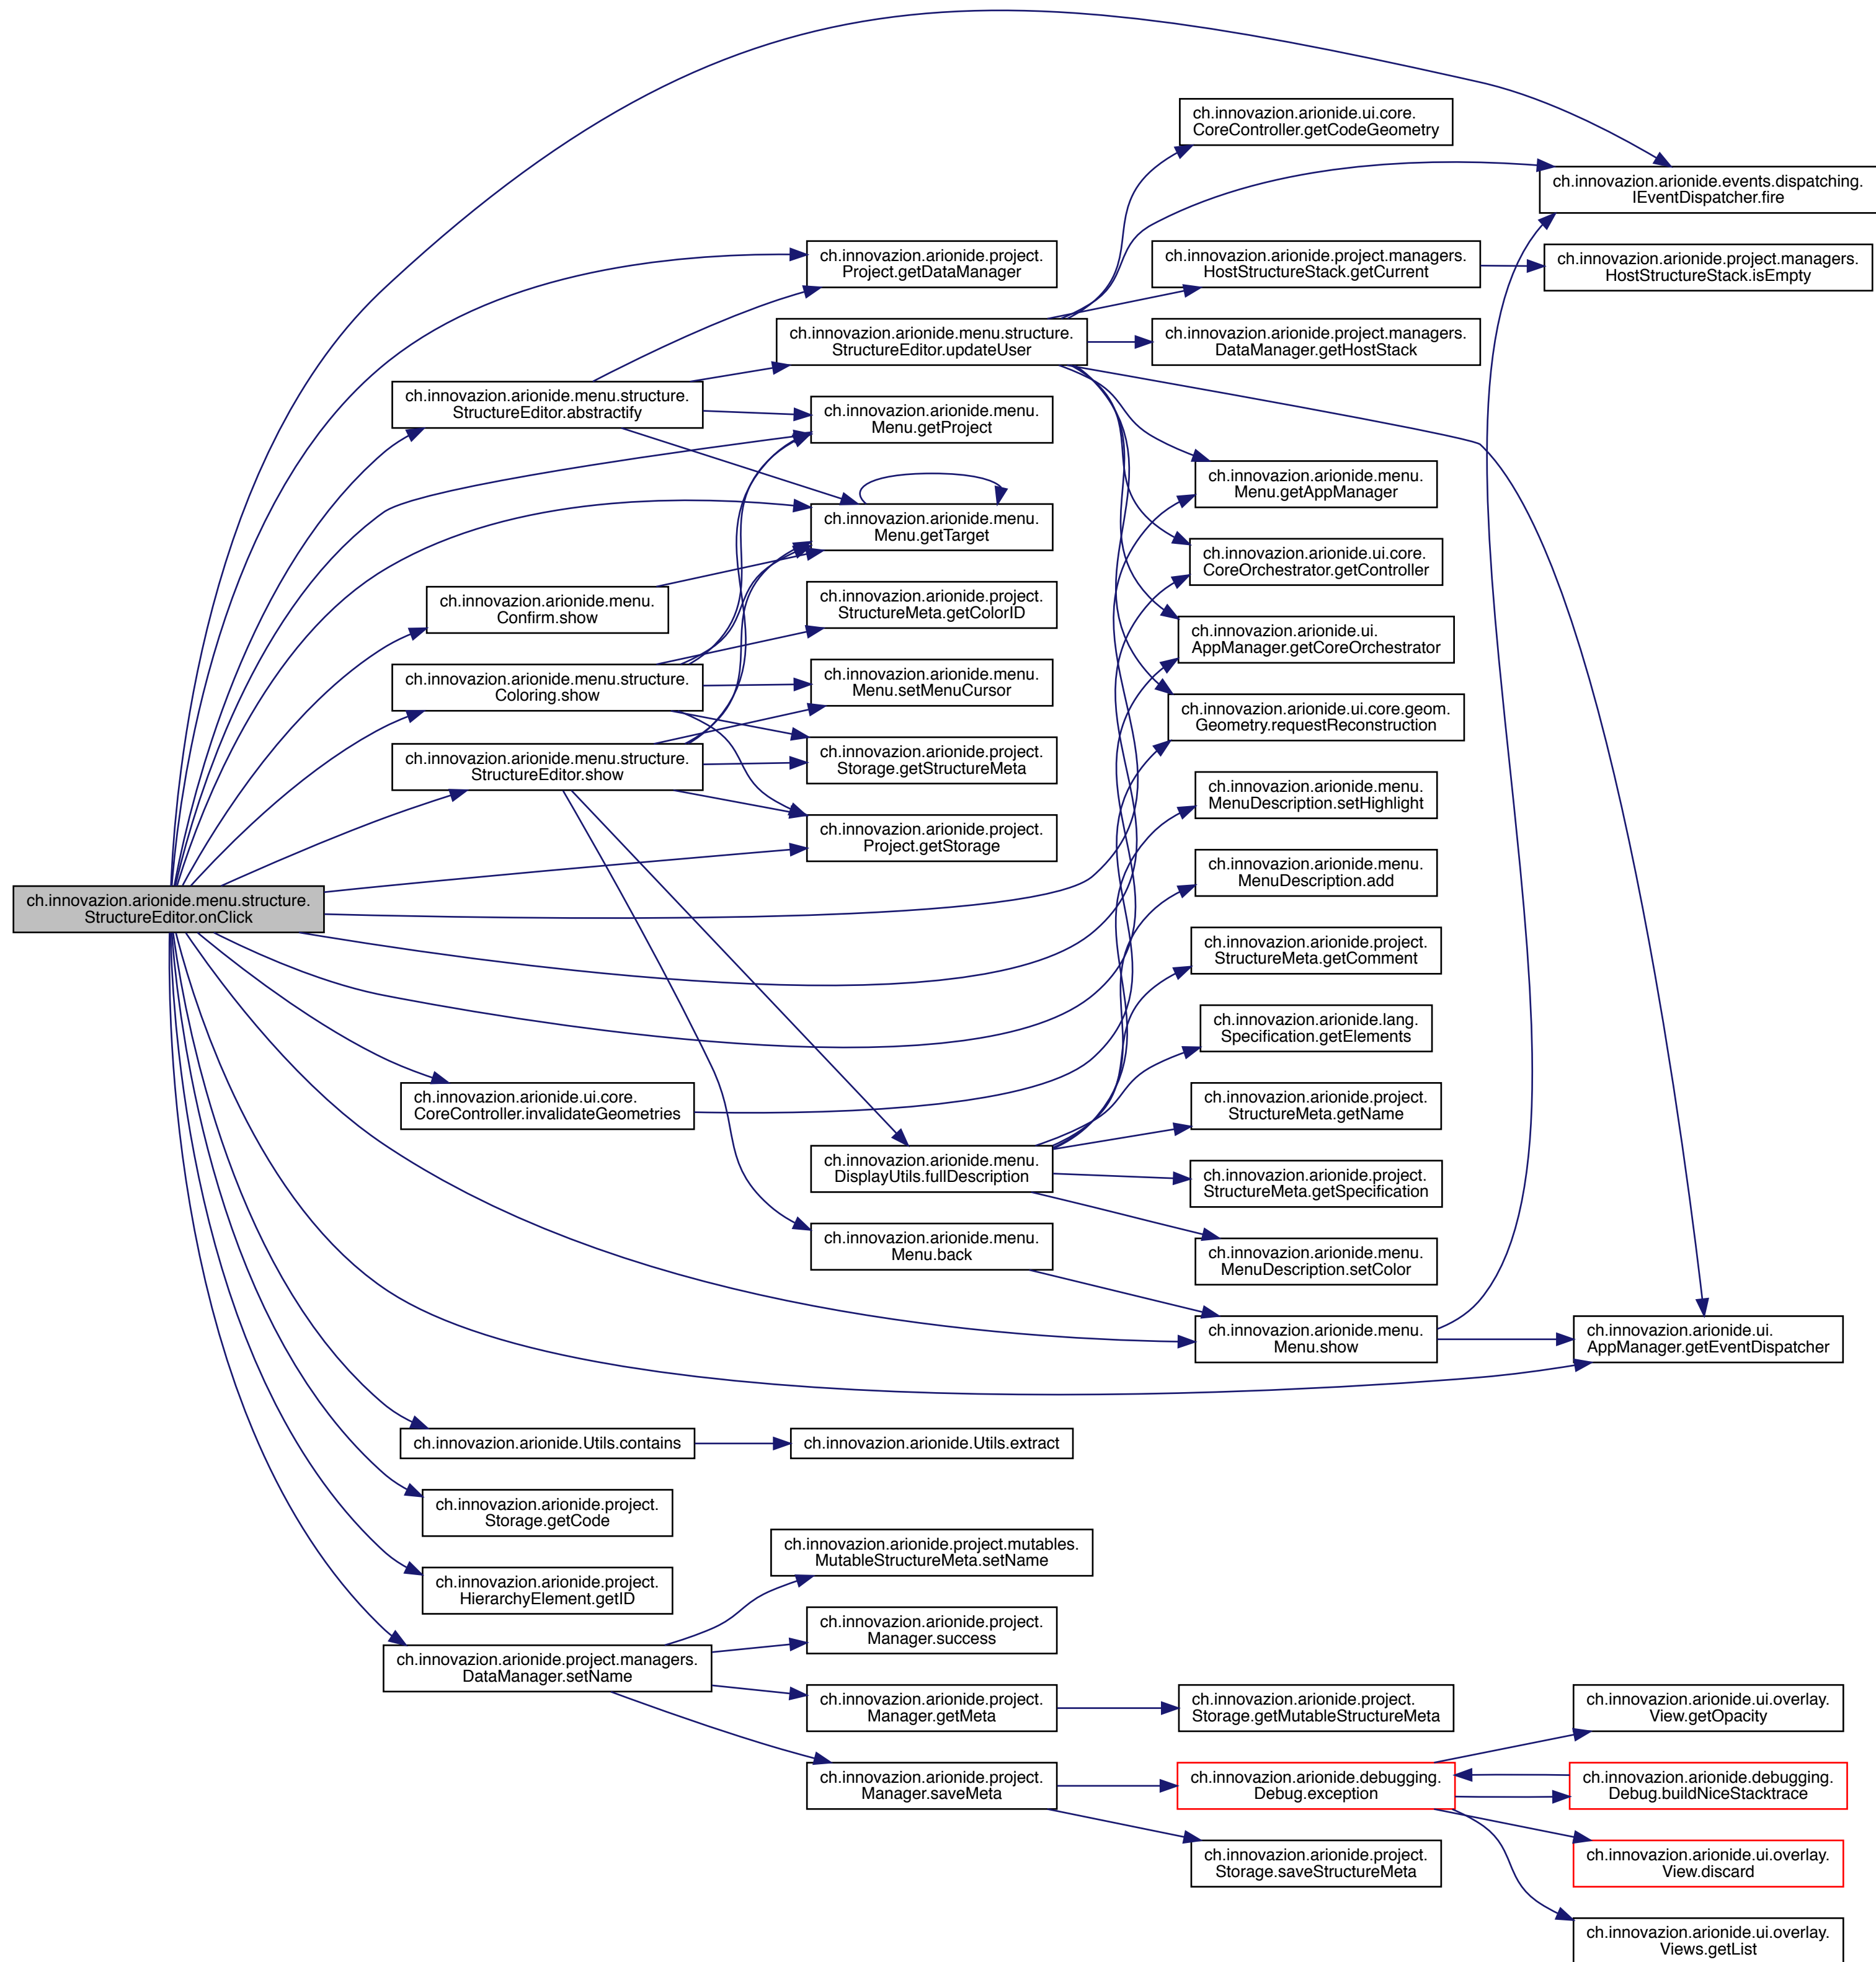 ch.innovazion.arionide.ui.core.
CoreController.getCodeGeometry
ch.innovazion.arionide.events.dispatching.
IEventDispatcher.fire
ch.innovazion.arionide.project.
Project.getDataManager
ch.innovazion.arionide.project.managers.
HostStructureStack.getCurrent
ch.innovazion.arionide.project.managers.
HostStructureStack.isEmpty
ch.innovazion.arionide.menu.structure.
StructureEditor.updateUser
ch.innovazion.arionide.project.managers.
DataManager.getHostStack
ch.innovazion.arionide.menu.structure.
StructureEditor.abstractify
ch.innovazion.arionide.menu.
Menu.getProject
ch.innovazion.arionide.menu.
Menu.getAppManager
ch.innovazion.arionide.menu.
Menu.getTarget
ch.innovazion.arionide.ui.core.
CoreOrchestrator.getController
ch.innovazion.arionide.menu.
Confirm.show
ch.innovazion.arionide.project.
StructureMeta.getColorID
ch.innovazion.arionide.ui.
AppManager.getCoreOrchestrator
ch.innovazion.arionide.menu.structure.
Coloring.show
ch.innovazion.arionide.menu.
Menu.setMenuCursor
ch.innovazion.arionide.ui.core.geom.
Geometry.requestReconstruction
ch.innovazion.arionide.menu.structure.
StructureEditor.show
ch.innovazion.arionide.project.
Storage.getStructureMeta
ch.innovazion.arionide.menu.
MenuDescription.setHighlight
ch.innovazion.arionide.project.
Project.getStorage
ch.innovazion.arionide.menu.
MenuDescription.add
ch.innovazion.arionide.menu.structure.
StructureEditor.onClick
ch.innovazion.arionide.project.
StructureMeta.getComment
ch.innovazion.arionide.lang.
Specification.getElements
ch.innovazion.arionide.ui.core.
CoreController.invalidateGeometries
ch.innovazion.arionide.project.
StructureMeta.getName
ch.innovazion.arionide.menu.
DisplayUtils.fullDescription
ch.innovazion.arionide.project.
StructureMeta.getSpecification
ch.innovazion.arionide.menu.
Menu.back
ch.innovazion.arionide.menu.
MenuDescription.setColor
ch.innovazion.arionide.menu.
Menu.show
ch.innovazion.arionide.ui.
AppManager.getEventDispatcher
ch.innovazion.arionide.Utils.contains
ch.innovazion.arionide.Utils.extract
ch.innovazion.arionide.project.
Storage.getCode
ch.innovazion.arionide.project.mutables.
MutableStructureMeta.setName
ch.innovazion.arionide.project.
HierarchyElement.getID
ch.innovazion.arionide.project.
Manager.success
ch.innovazion.arionide.project.managers.
DataManager.setName
ch.innovazion.arionide.project.
Manager.getMeta
ch.innovazion.arionide.project.
Storage.getMutableStructureMeta
ch.innovazion.arionide.ui.overlay.
View.getOpacity
ch.innovazion.arionide.project.
Manager.saveMeta
ch.innovazion.arionide.debugging.
Debug.exception
ch.innovazion.arionide.debugging.
Debug.buildNiceStacktrace
ch.innovazion.arionide.project.
Storage.saveStructureMeta
ch.innovazion.arionide.ui.overlay.
View.discard
ch.innovazion.arionide.ui.overlay.
Views.getList